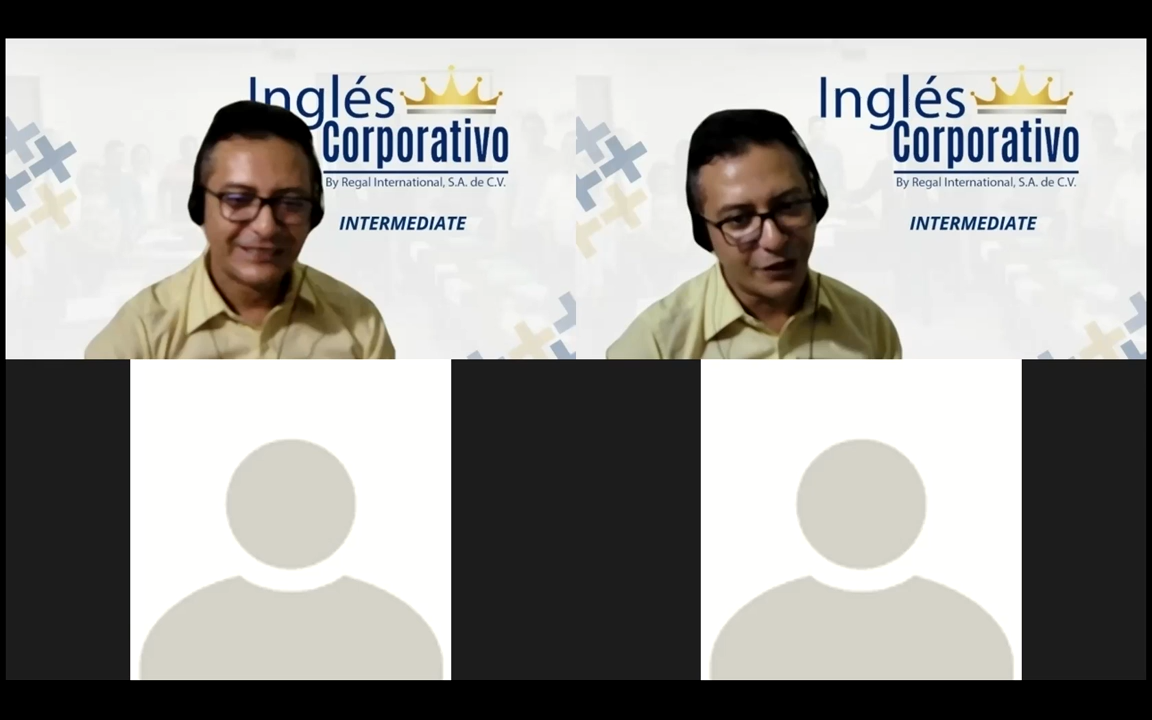 Inglés
Corporativo
By Regal International, S.A. de C.V.
INTERMEDIATE
Inglés
Corporativo
By Regal International, S.A. de C.V.
INTERMEDIATE